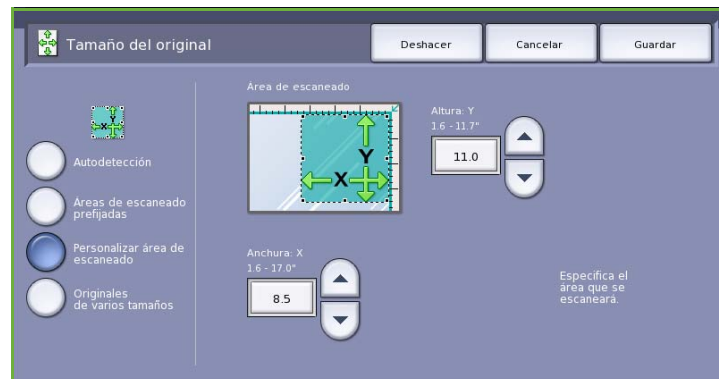 Tamaño del original
Deshacer
Cancelar
Guardar
Autodetección
Áreas de escaneado
prefijadas
Personalizar área de
escaneado
Originales
de varios tamaños
Área de escaneado
Y
X
Altura: Y
1.6 - 11.7"
11.0
Anchura: X
1.6 - 17.0"
8.5
Especifica el
área que se
escaneará.